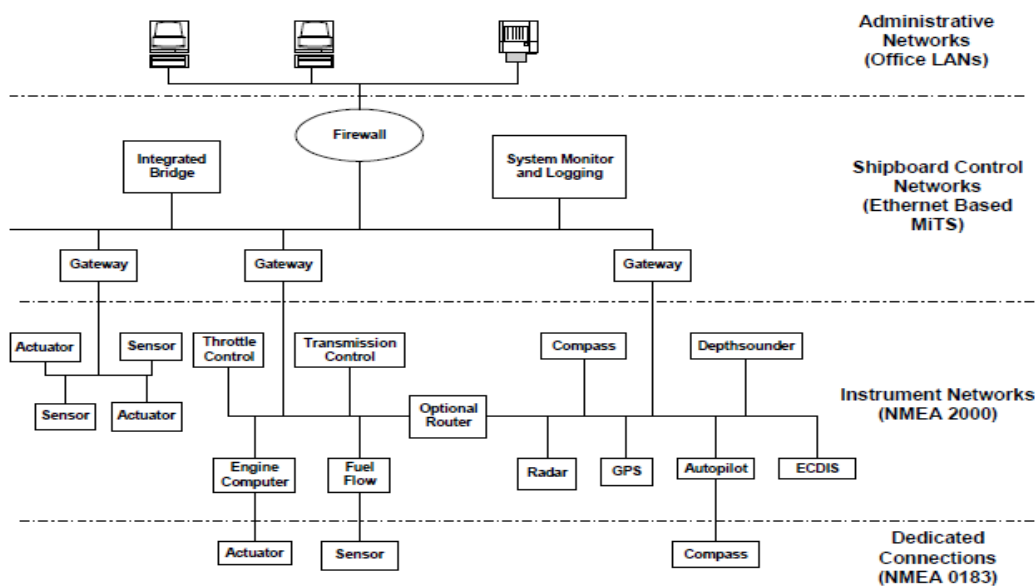 Administrative
Networks
(Office LANs)
Firewall
Integrated
Bridge
System Monitor
and Logging
Shipboard Control
Networks
(Ethernet Based
MiTS)
Gateway
Gateway
Gateway
Actuator
Sensor
Throttle
Control
Transmission
Control
Compass
Depthsounder
Sensor
Actuator
Optional
Router
Instrument Networks
(NMEA 2000)
Engine
Computer
Fuel
Flow
Radar
GPS
Autopilot
ECDIS
Actuator
Sensor
Compass
Dedicated
Connections
(NMEA 0183)